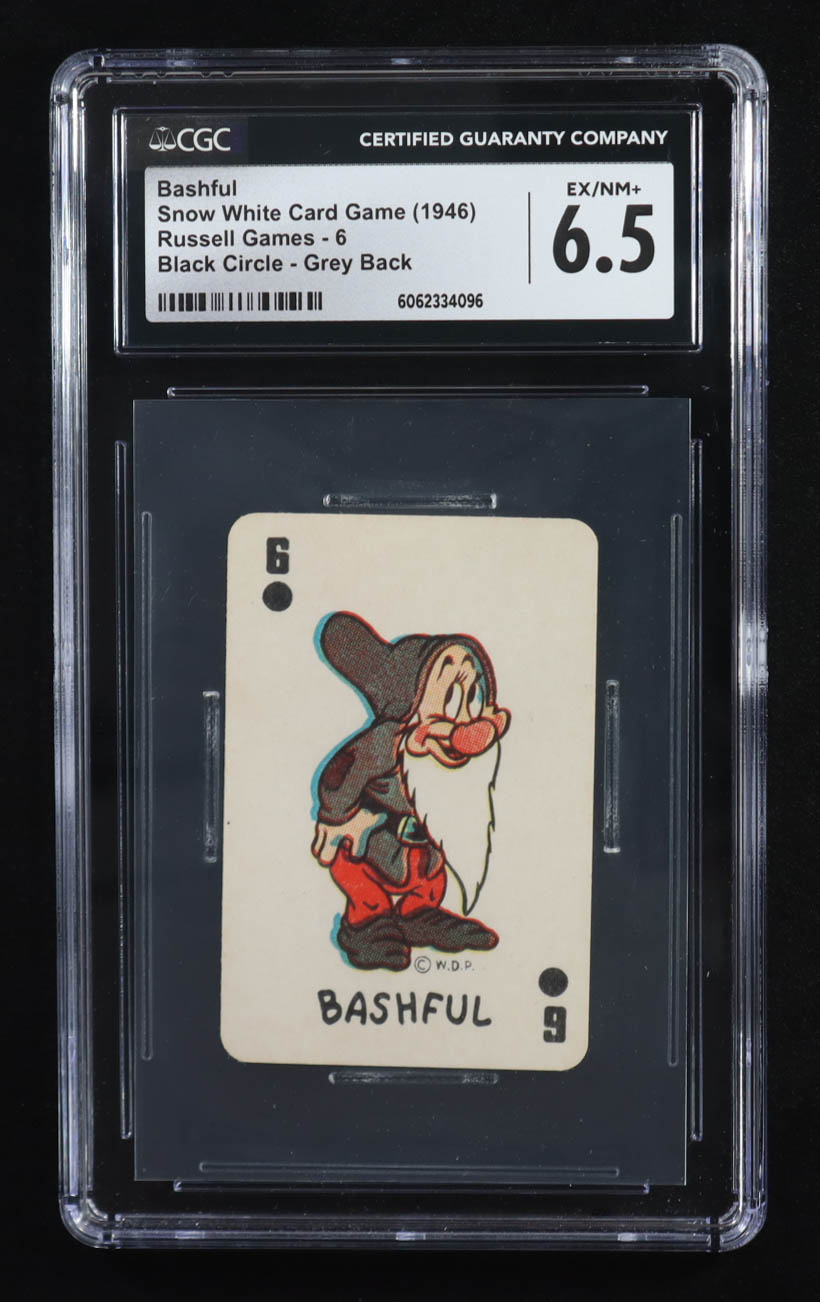 CGC
CERTIFIED GUARANTY COMPANY
Bashful
Snow White Card Game (1946)
Russell Games - 6
Black Circle - Grey Back
EX/NM+
6.5
6062334096
6
© W.D.P.
BASHFUL
6